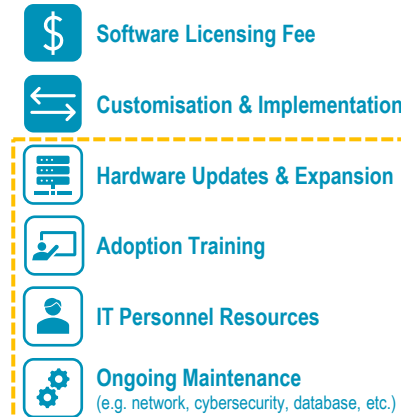 $
Software Licensing Fee
Customisation & Implementation
Hardware Updates & Expansion
Adoption Training
IT Personnel Resources
Ongoing Maintenance
(e.g. network, cybersecurity, database, etc.)